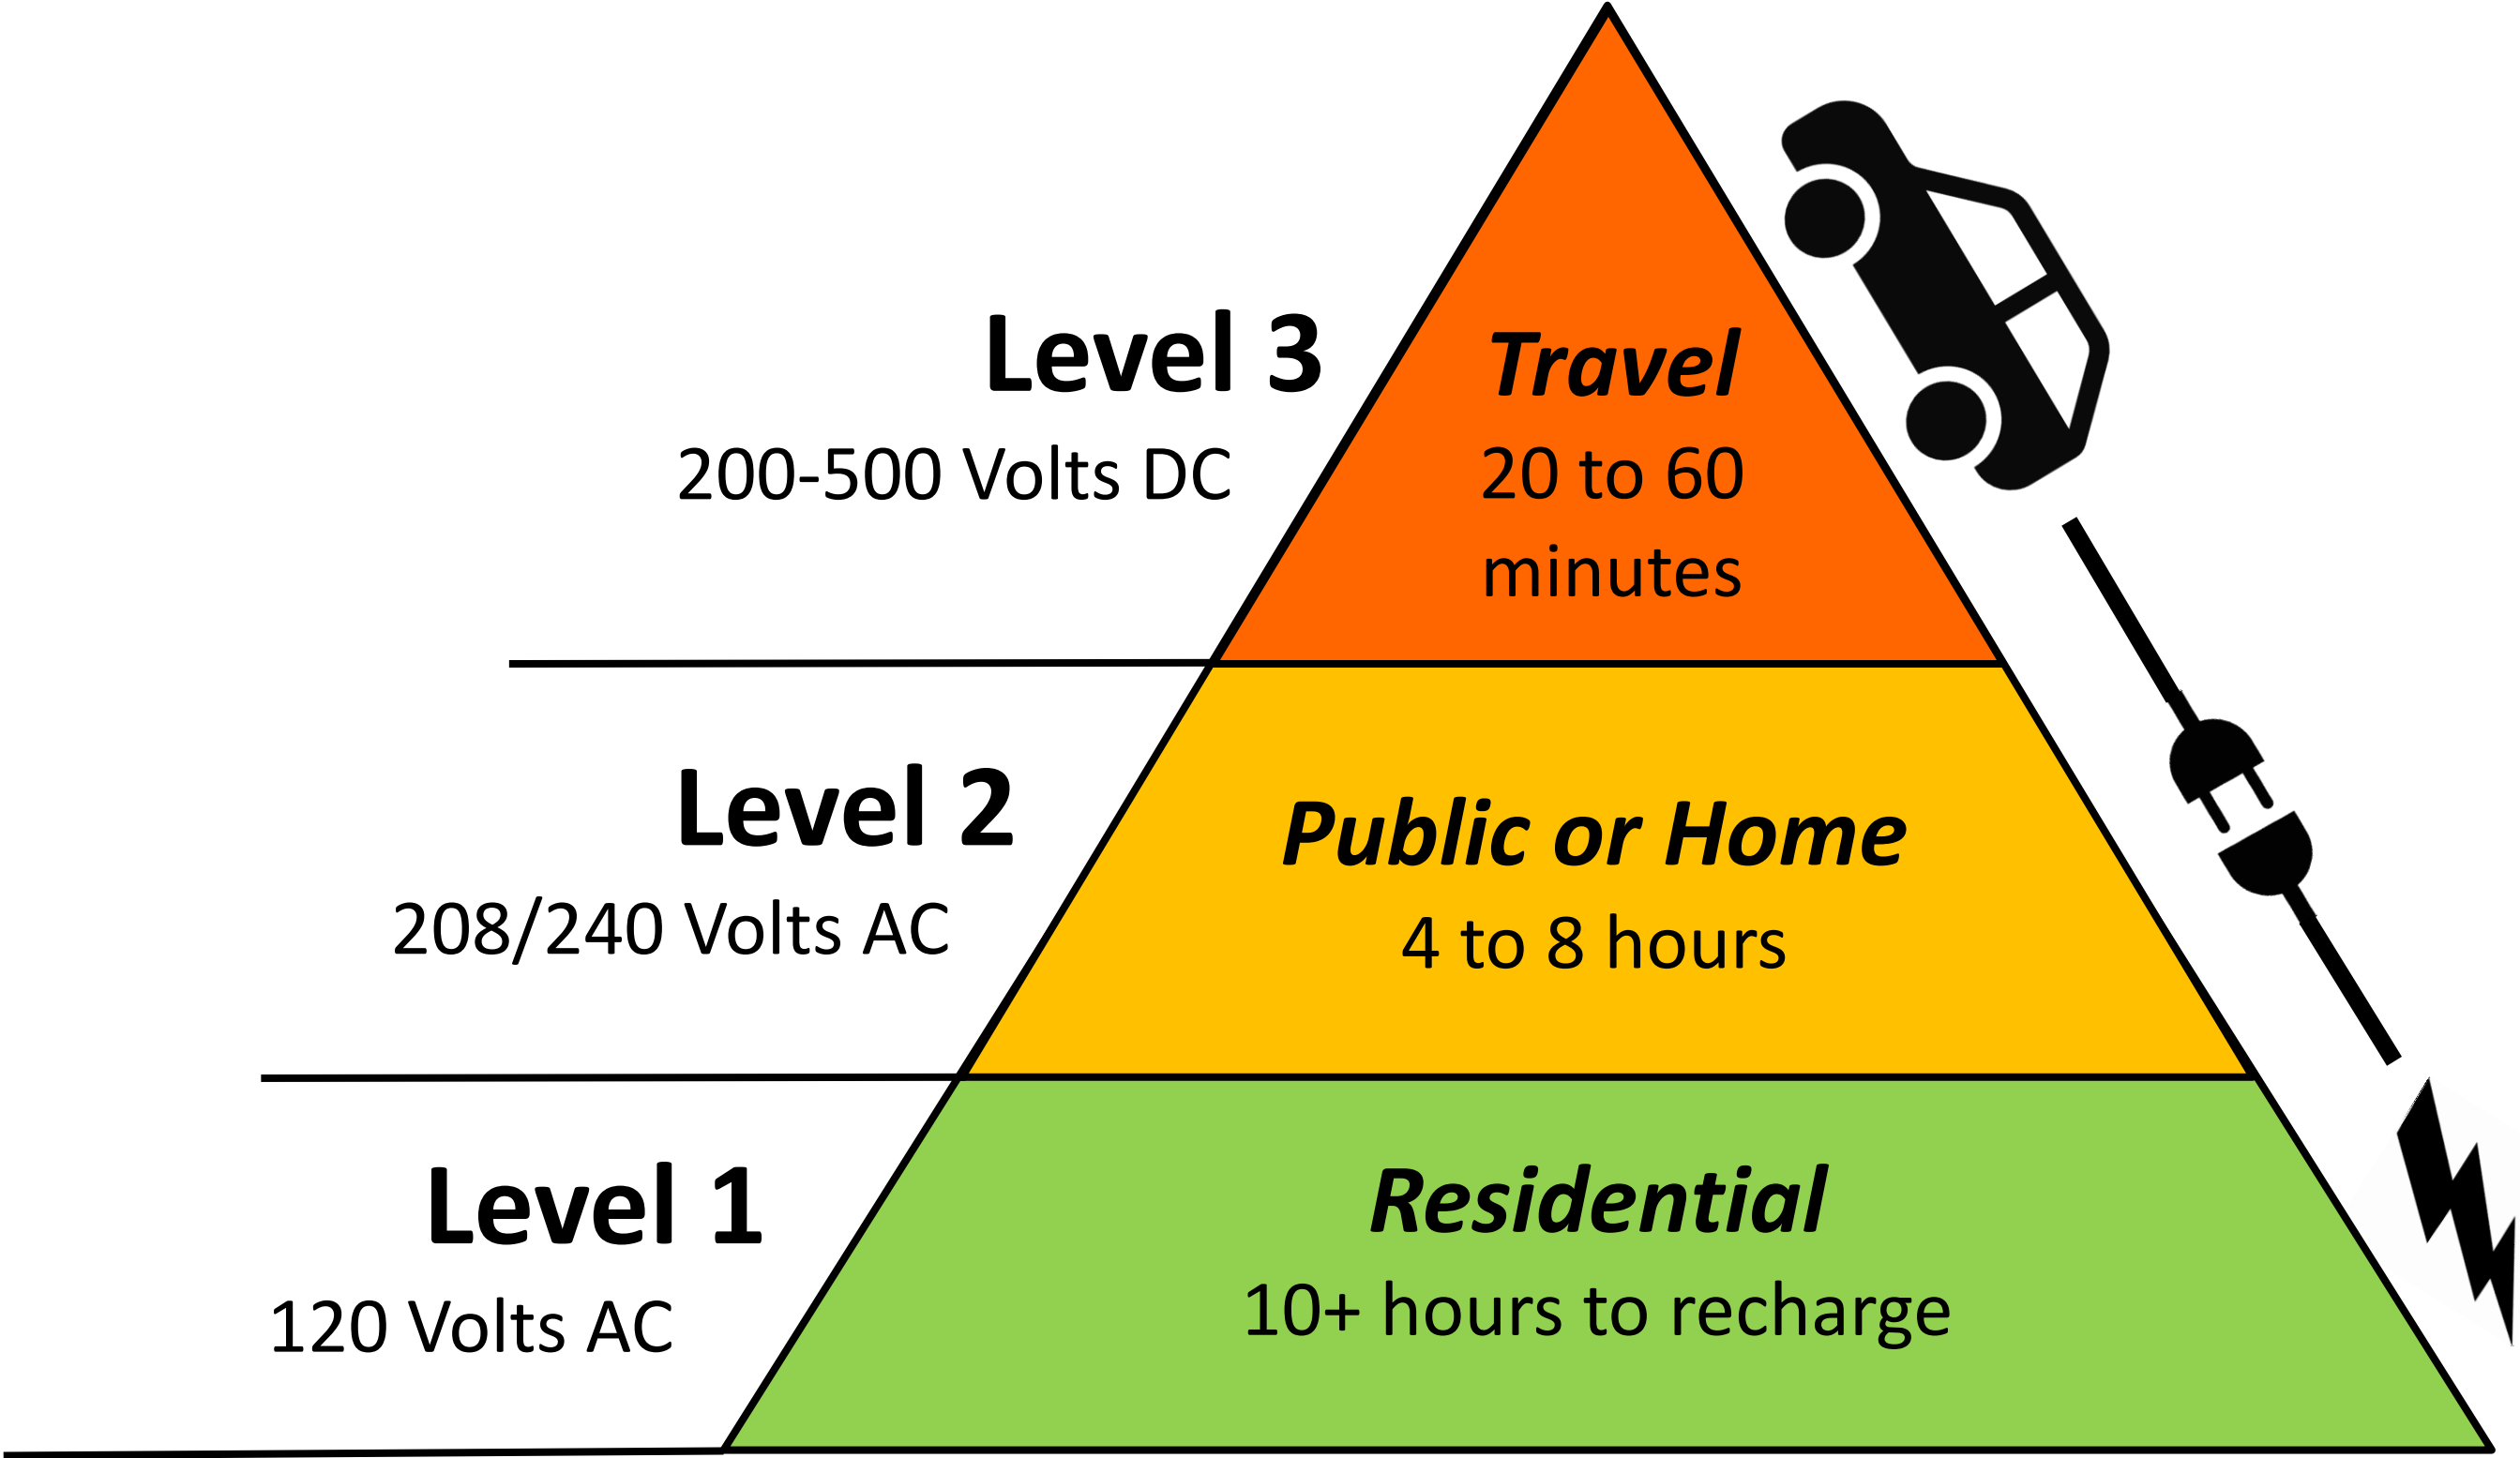 Level 3
200-500 Volts DC
Travel
20 to 60
minutes
Level 2
208/240 Volts AC
Public or Home
4 to 8 hours
Level 1
120 Volts AC
Residential
10+ hours to recharge